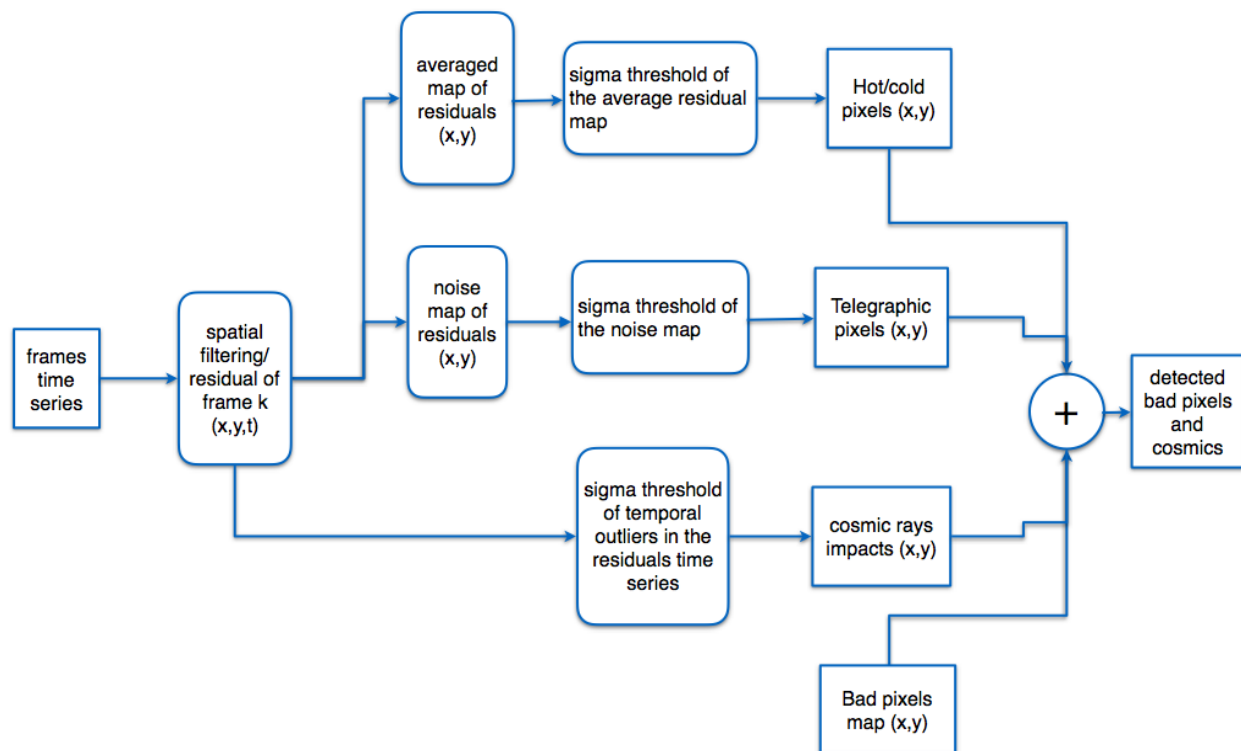 frames
time
series
spatial
filtering/
residual of
frame k
(x,y,t)
averaged
map of
residuals
(x,y)
sigma threshold of
the average residual
map
Hot/cold
pixels (x,y)
noise
map of
residuals
(x,y)
sigma threshold of
the noise map
Telegraphic
pixels (x,y)
sigma threshold
of temporal
outliers in the
residuals time
series
cosmic rays
impacts (x,y)
Bad pixels
map (x,y)
+
detected
bad pixels
and
cosmics